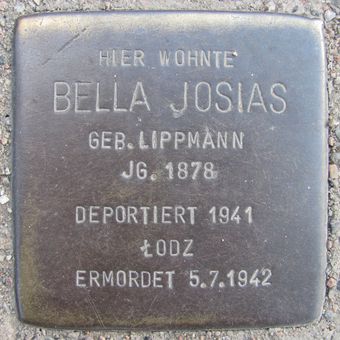 HIER WOHNTE
BELLA JOSIAS
GEB. LIPPMANN
JG. 1878
DEPORTIERT 1941
ŁODZ
ERMORDET 5.7.1942